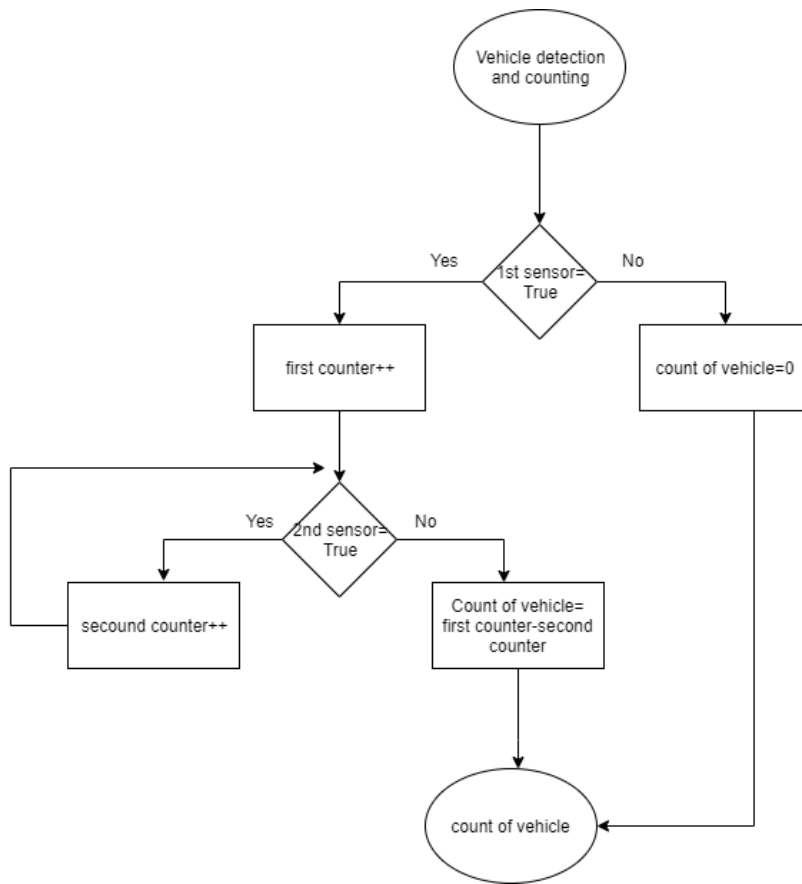 Vehicle detection
and counting
Yes
1st sensor=
True
No
first counter++
count of vehicle=0
Yes
2nd sensor=
True
No
secound counter++
Count of vehicle=
first counter-second
counter
count of vehicle